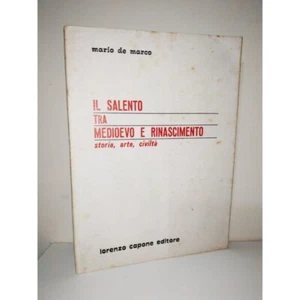 mario de marco
IL SALENTO
TRA
MEDIOEVO E RINASCIMENTO
storia, arte, civiltà
lorenzo capone editore